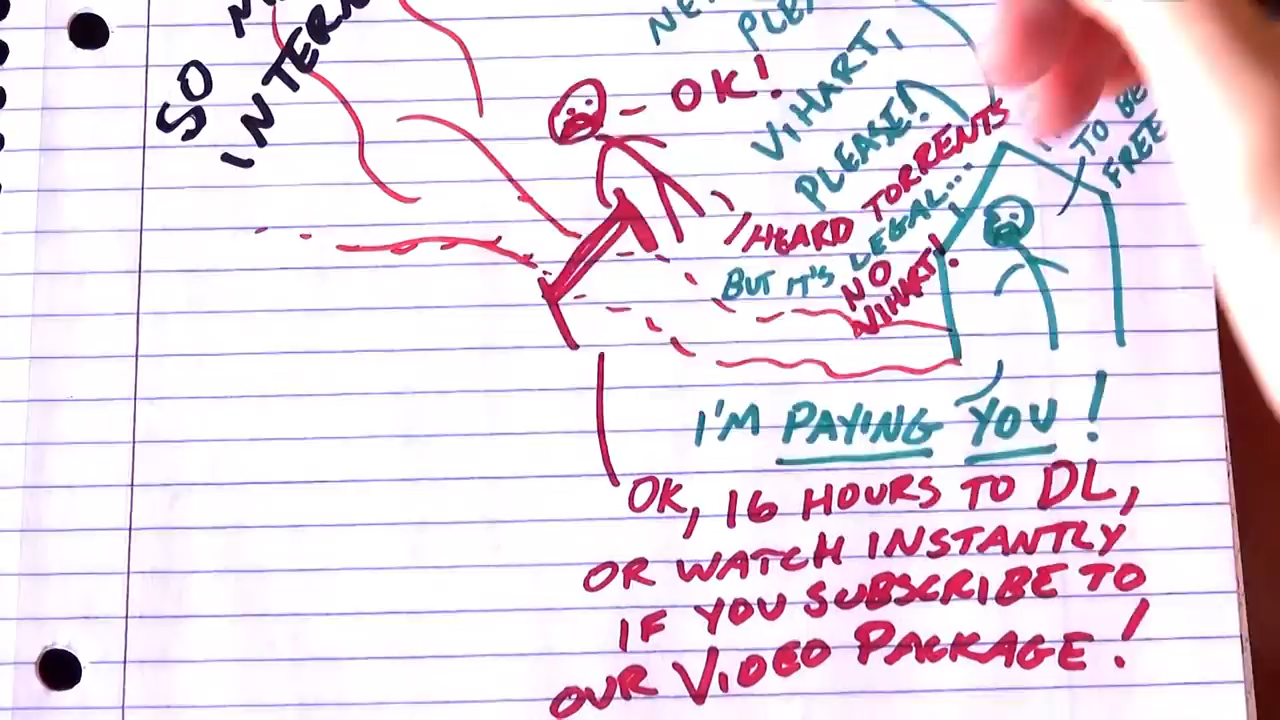 SO
OK!
VIHART,
PLEASE!
TO BE
FREE
HEARD TORRENTS
BUT IT'S LEGAL...
NO
VIHART!
I'M PAYING YOU!
OK, 16 HOURS TO DL,
OR WATCH INSTANTLY
IF YOU SUBSCRIBE TO
OUR VIDEO PACKAGE!